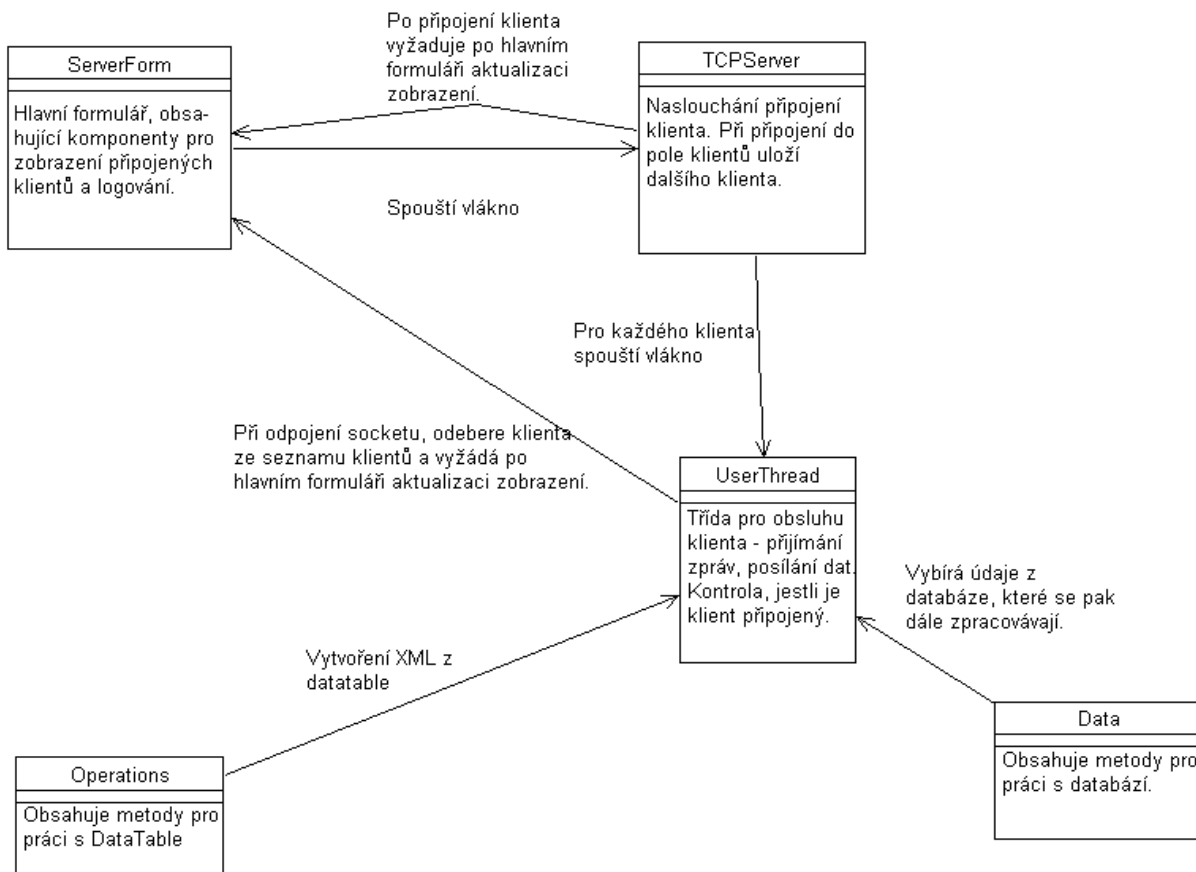 Po připojení klienta
vyžaduje po hlavním
formuláři aktualizaci
zobrazení.
ServerForm
Hlavní formulář, obsa-
hující komponenty pro
zobrazení připojených
klientů a logování.
TCPServer
Naslouchání připojení
klienta. Při připojení do
pole klientů uloží
dalšího klienta.
Spouští vlákno
Pro každého klienta
spouští vlákno
Při odpojení socketu, odebere klienta
ze seznamu klientů a vyžádá po
hlavním formuláři aktualizaci zobrazení.
UserThread
Třída pro obsluhu
klienta - přijímání
zpráv, posílání dat.
Kontrola, jestli je
klient připojený.
Vybírá údaje z
databáze, které se pak
dále zpracovávají.
Vytvoření XML z
datatable
Operations
Obsahuje metody pro
práci s DataTable
Data
Obsahuje metody pro
práci s databází.